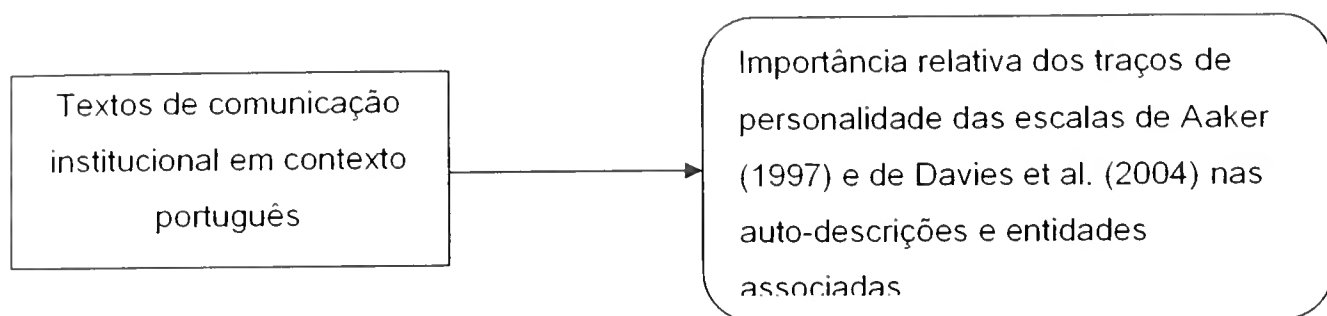 Textos de comunicação
institucional em contexto
português
Importância relativa dos traços de
personalidade das escalas de Aaker
(1997) e de Davies et al. (2004) nas
auto-descrições e entidades
associadas